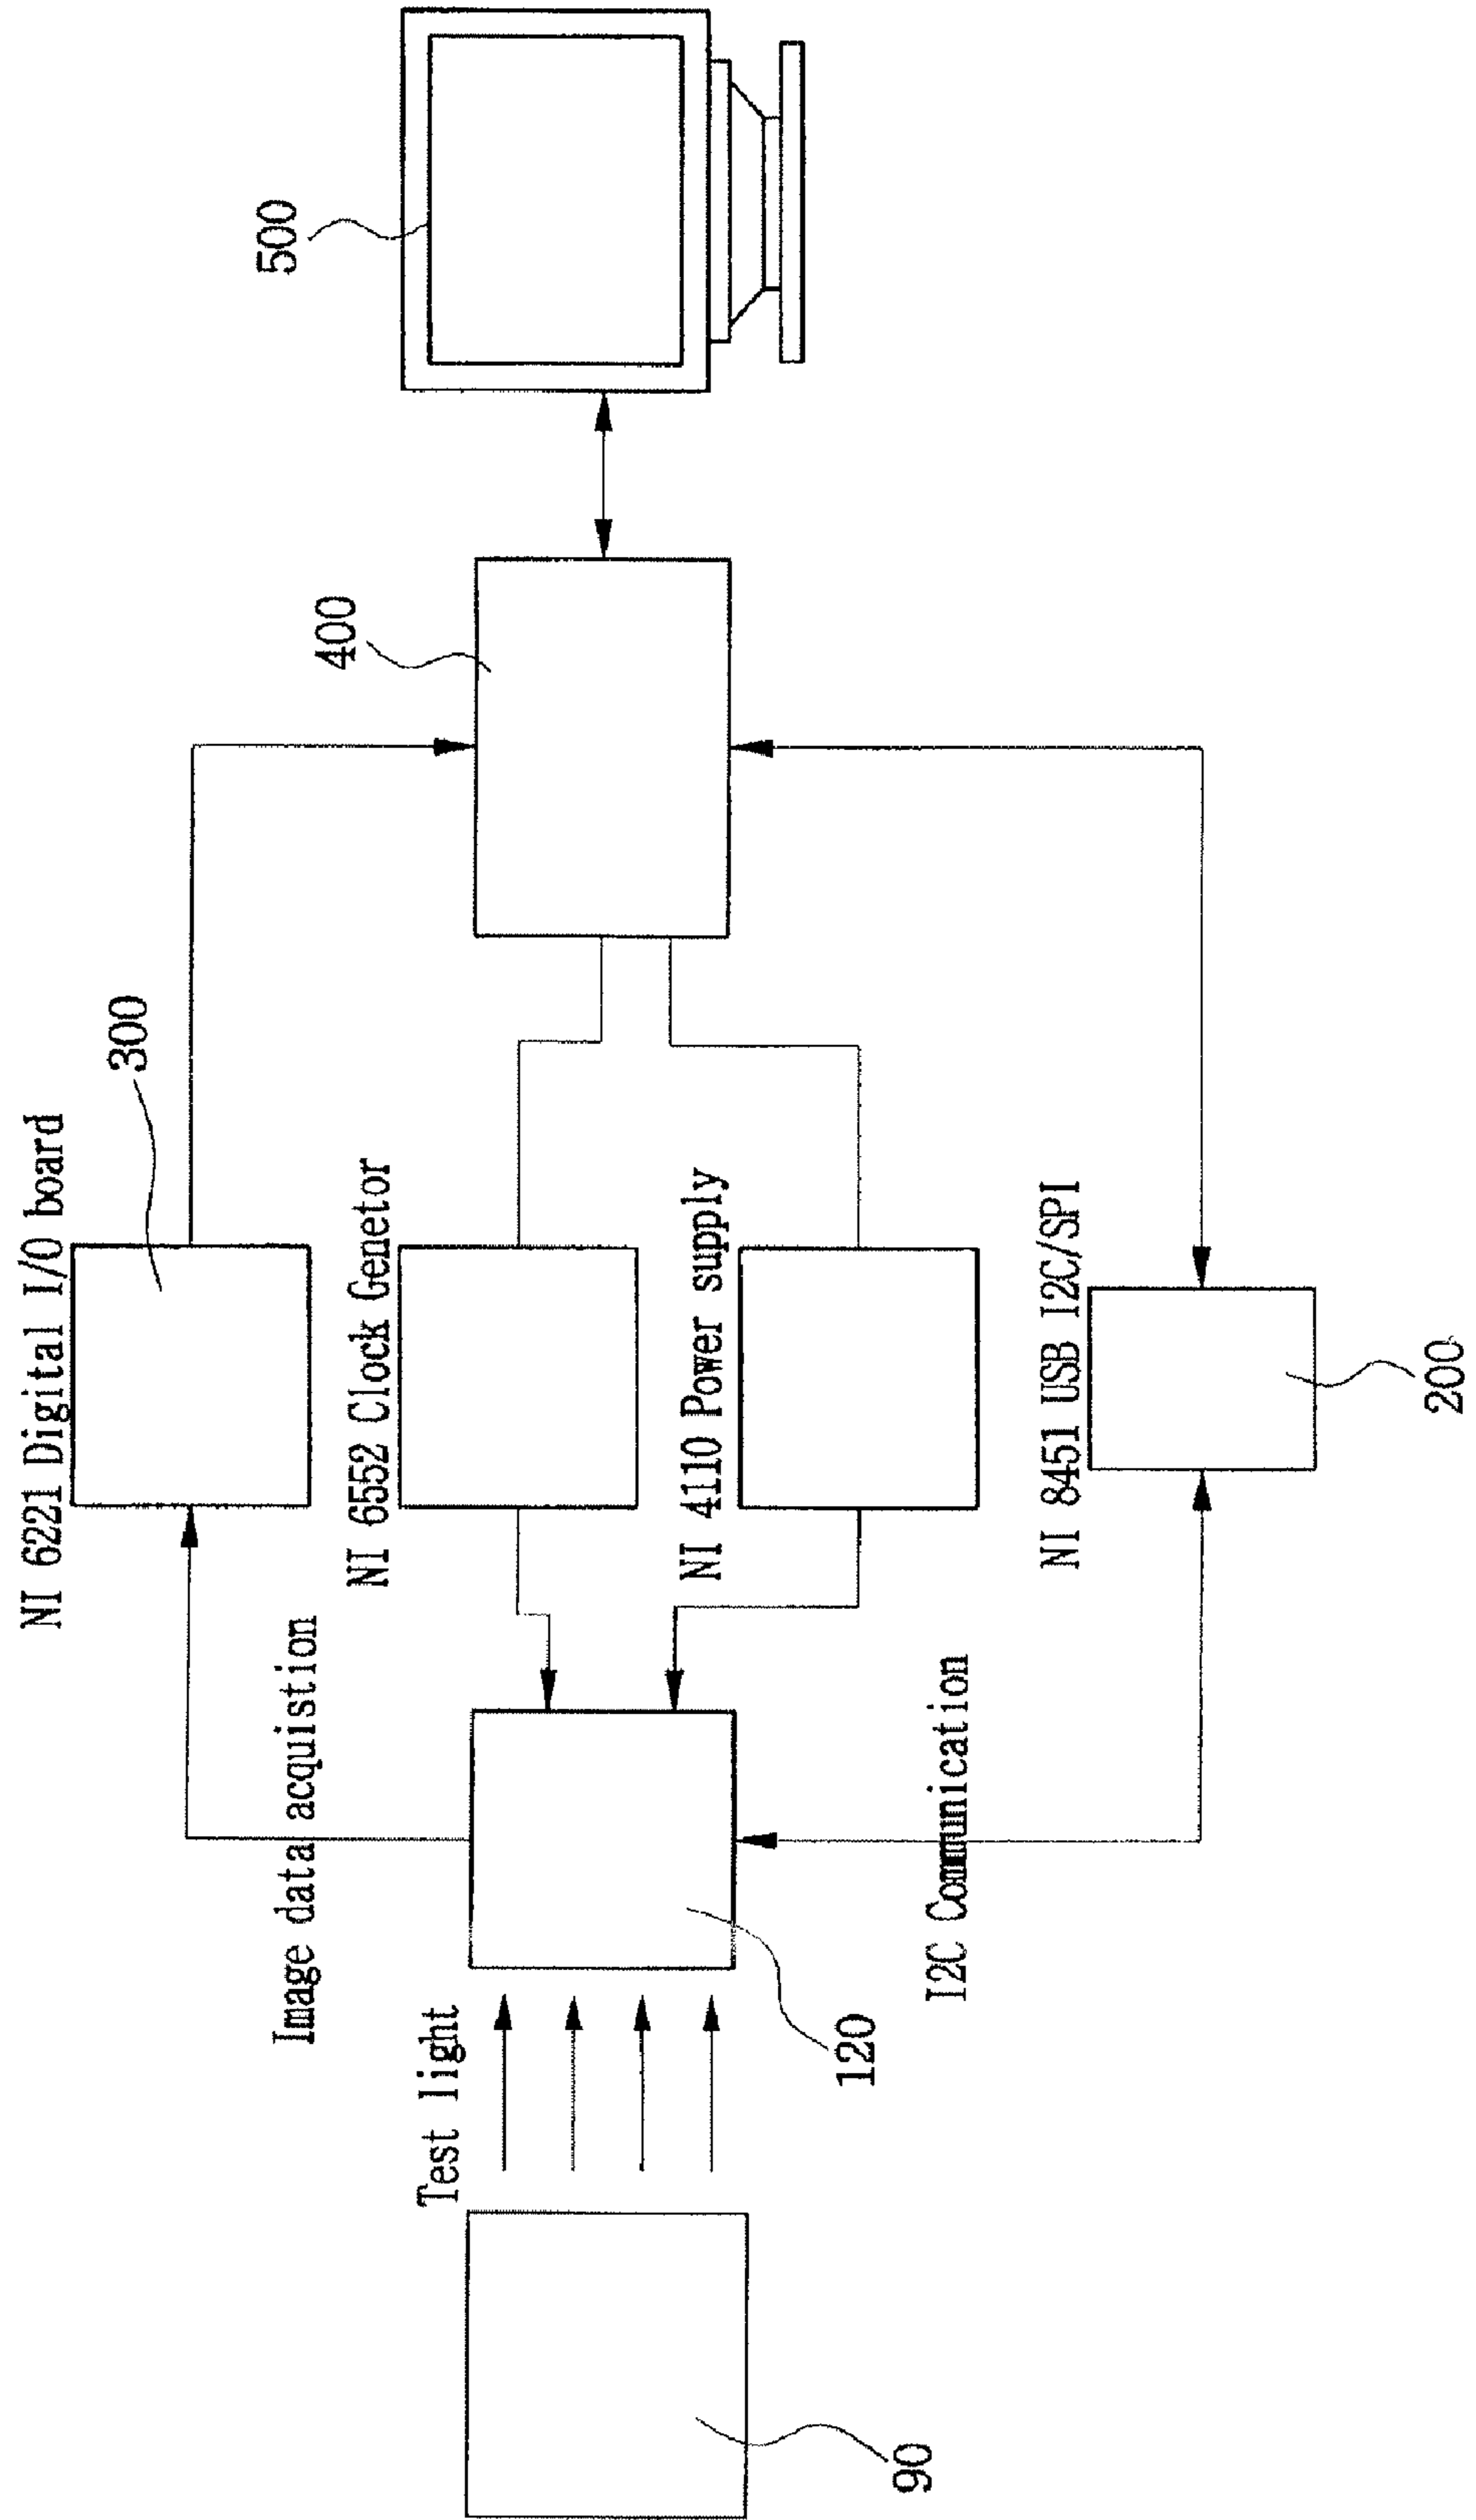 NI 6221 Digital I/O board
300
500
Image data acquistion
NI 6552 Clock Genetor
400
Test light
NI 4110 Power supply
120
90
I2C Communication
NI 8451 USB I2C/SPI
200